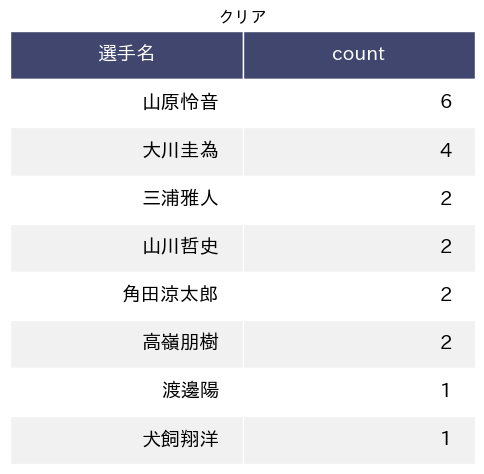 クリア
選手名 count
山原怜音 6
大川圭為 4
三浦雅人 2
山川哲史 2
角田涼太郎 2
高嶺朋樹 2
渡邊陽 1
犬飼翔洋 1